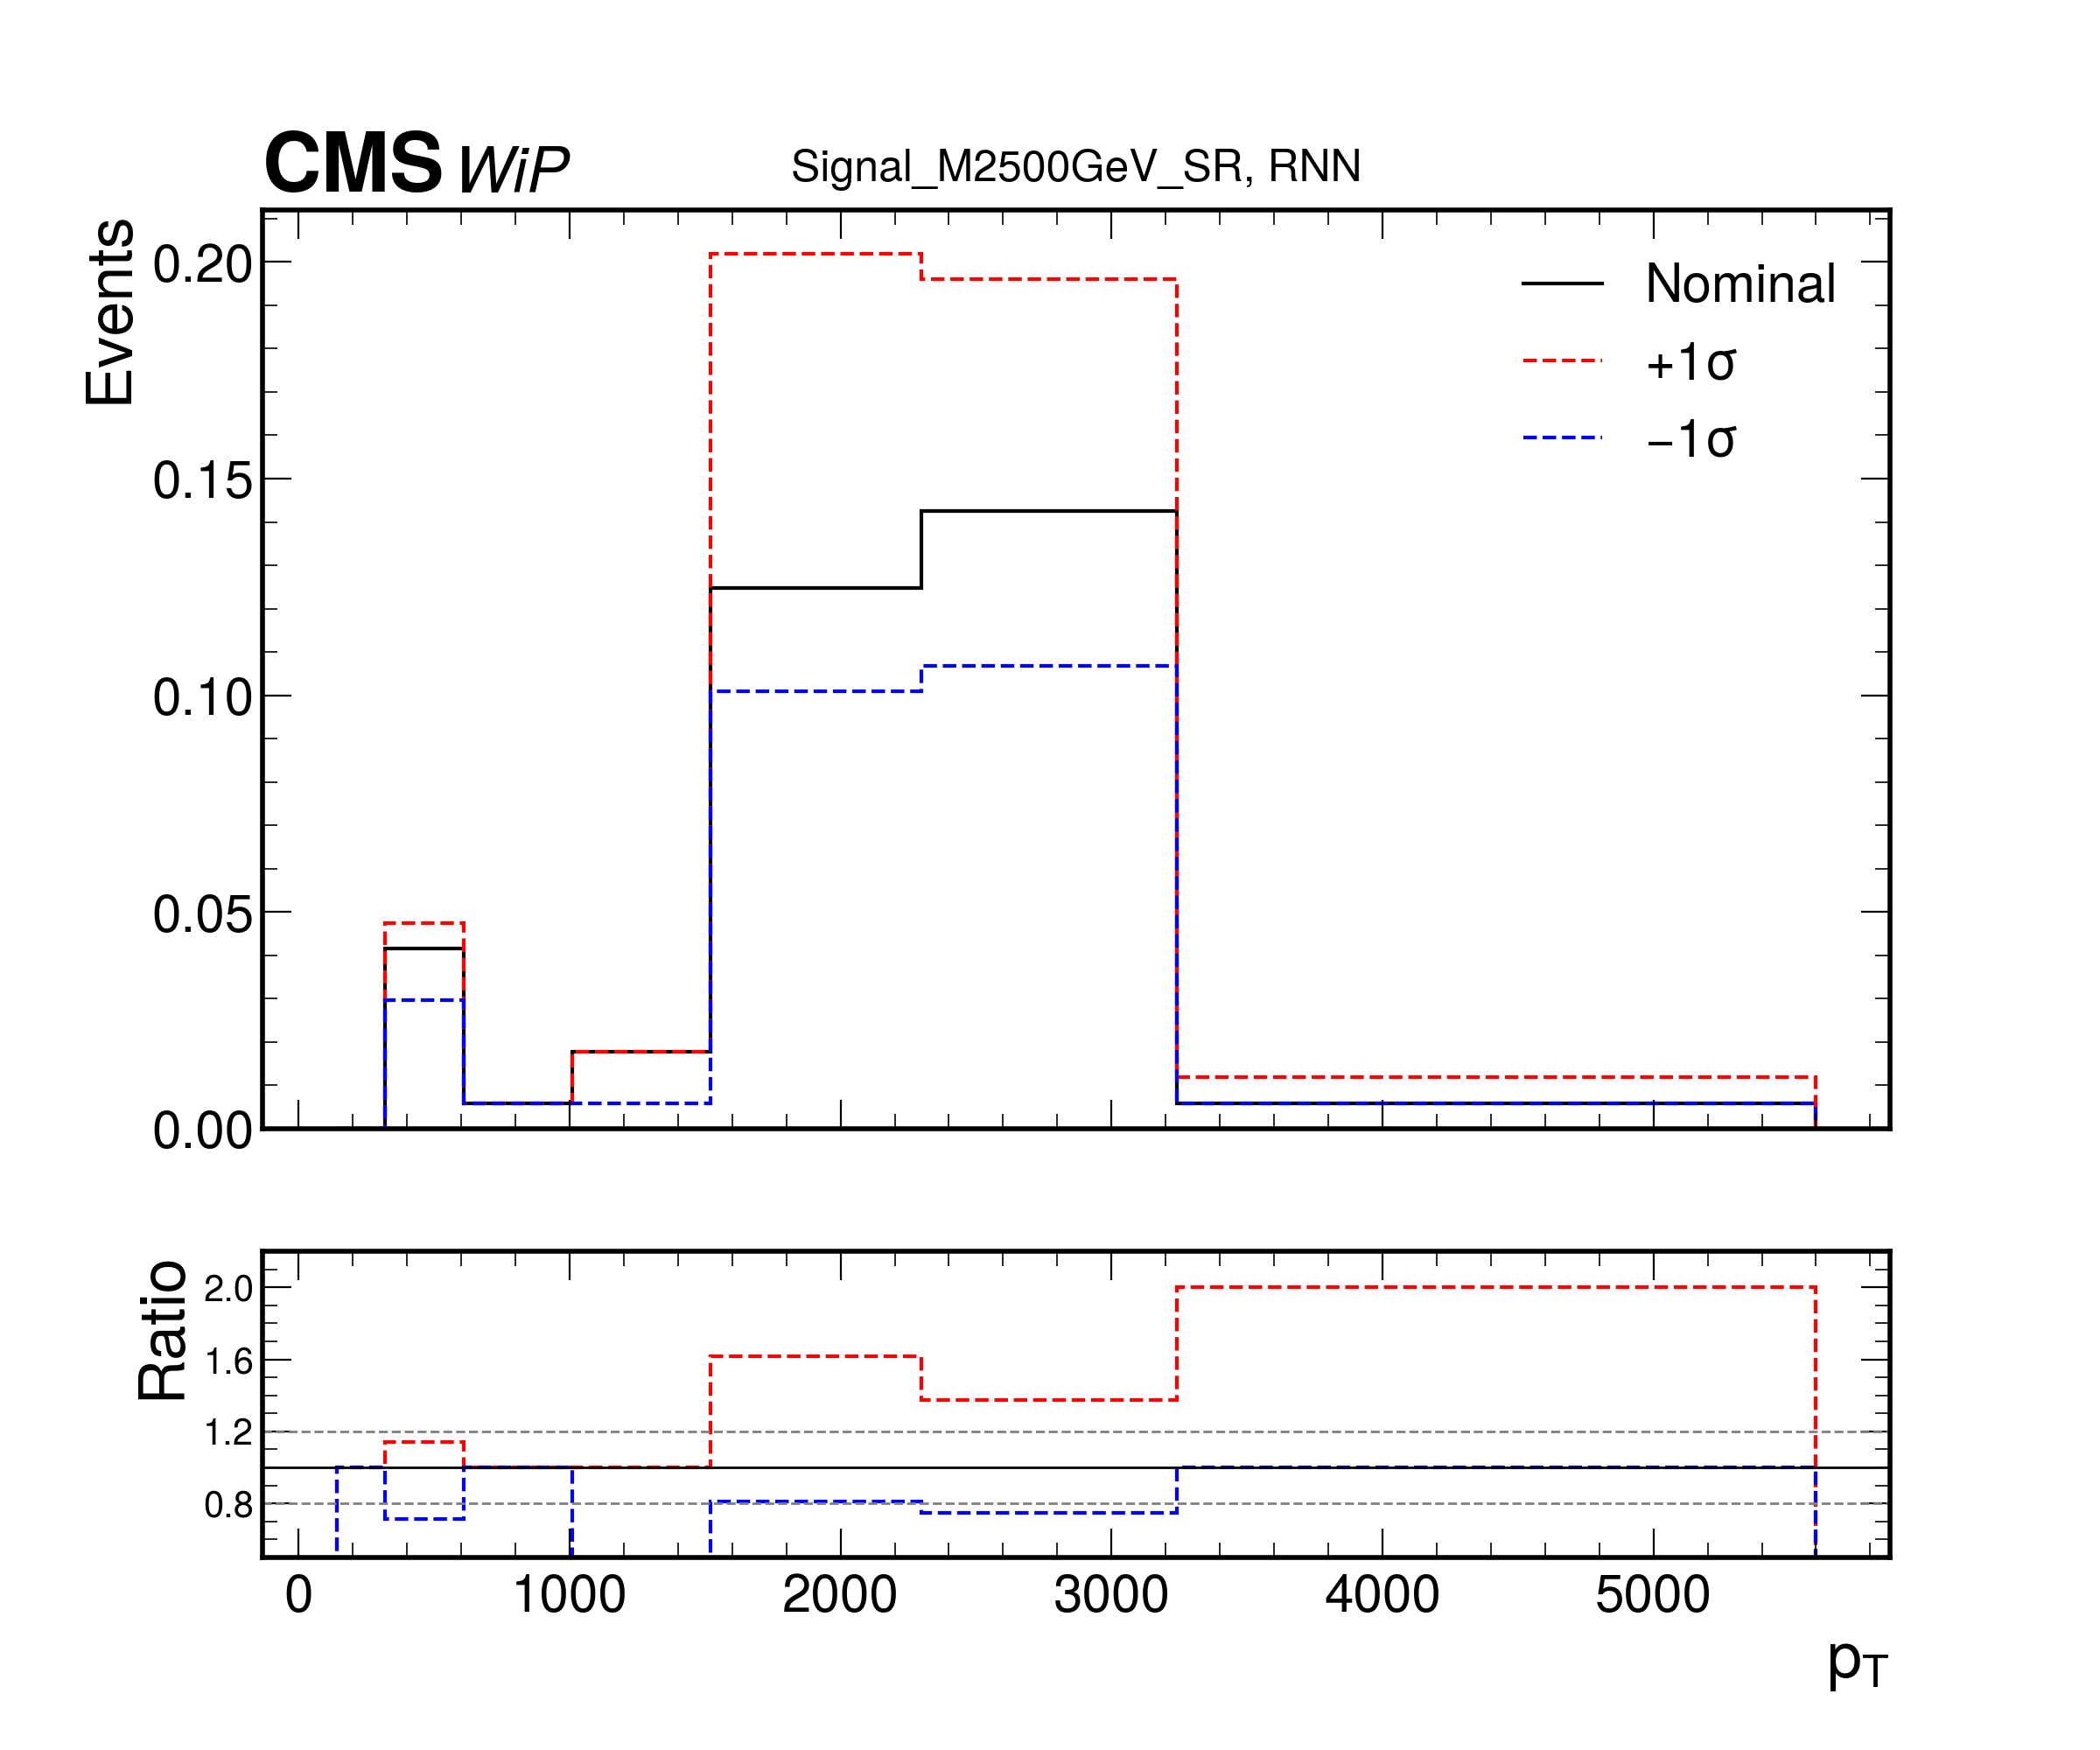 CMS WiP
Signal_M2500GeV_SR, RNN
Events
0.20
0.15
0.10
0.05
0.00
Nominal
+1σ
−1σ
Ratio
2.0
1.6
1.2
0.8
0 1000 2000 3000 4000 5000
pT